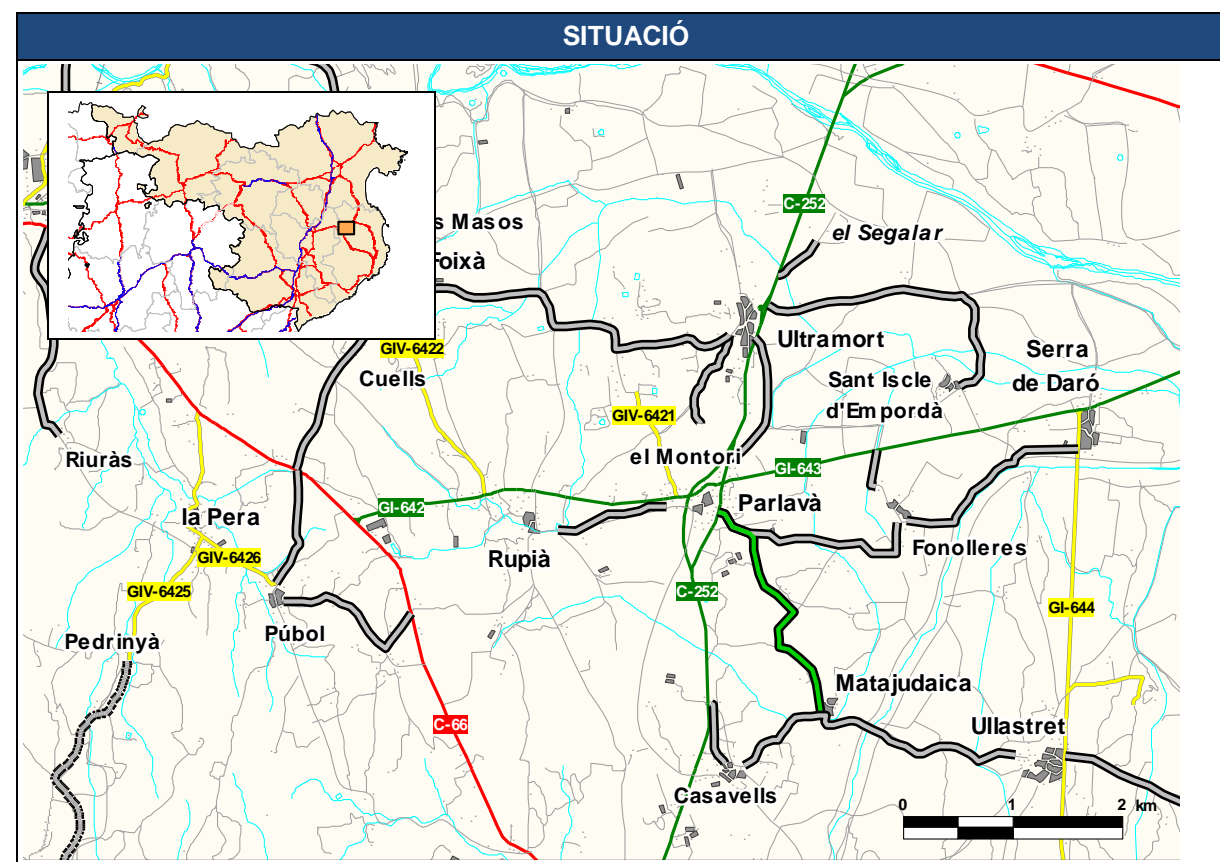 SITUACIÓ
C-252
el Segalar
s Masos
Foixà
Ultramort
GIV-6422
Cuells
Serra
de Daró
Sant Iscle
d'Empordà
GIV-6421
Riuràs
el Montori
GI-643
la Pera
GI-642
Parlavà
Rupià
Fonolleres
GIV-6426
GIV-6425
C-252
GI-644
Púbol
Pedrinyà
Matajudaica
C-66
Ullastret
Casavells
0 1 2 km